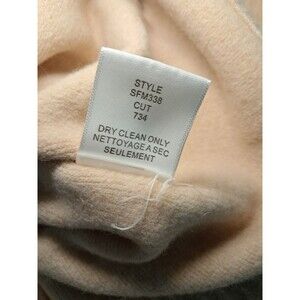 STYLE
SFM338
CUT
734
DRY CLEAN ONLY
NETTOYAGE A SEC
SEULEMENT